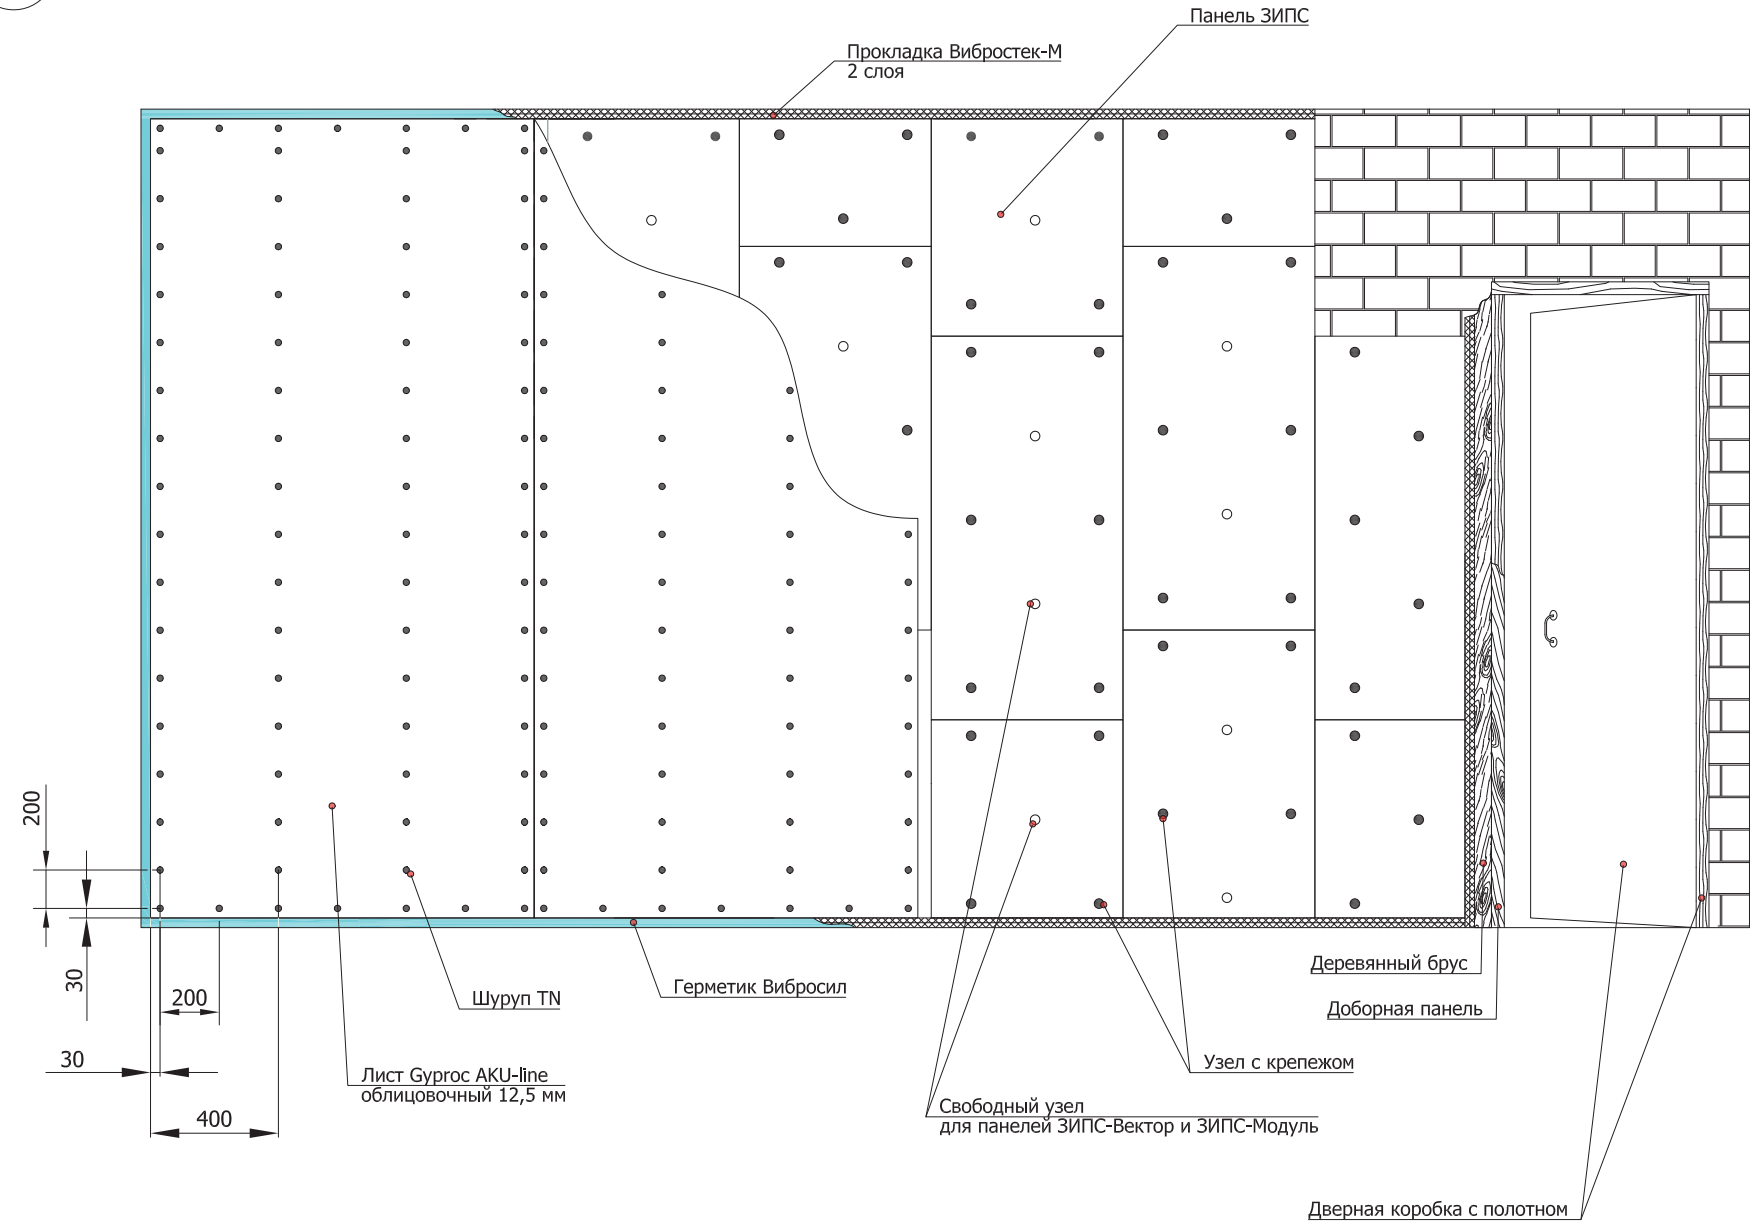 Панель ЗИПС
Прокладка Вибростек-М
2 слоя
200
30
200
30
400
Шуруп TN
Герметик Вибросил
Лист Gyproc AKU-line
облицовочный 12,5 мм
Деревянный брус
Доборная панель
Узел с крепежом
Свободный узел
для панелей ЗИПС-Вектор и ЗИПС-Модуль
Дверная коробка с полотном